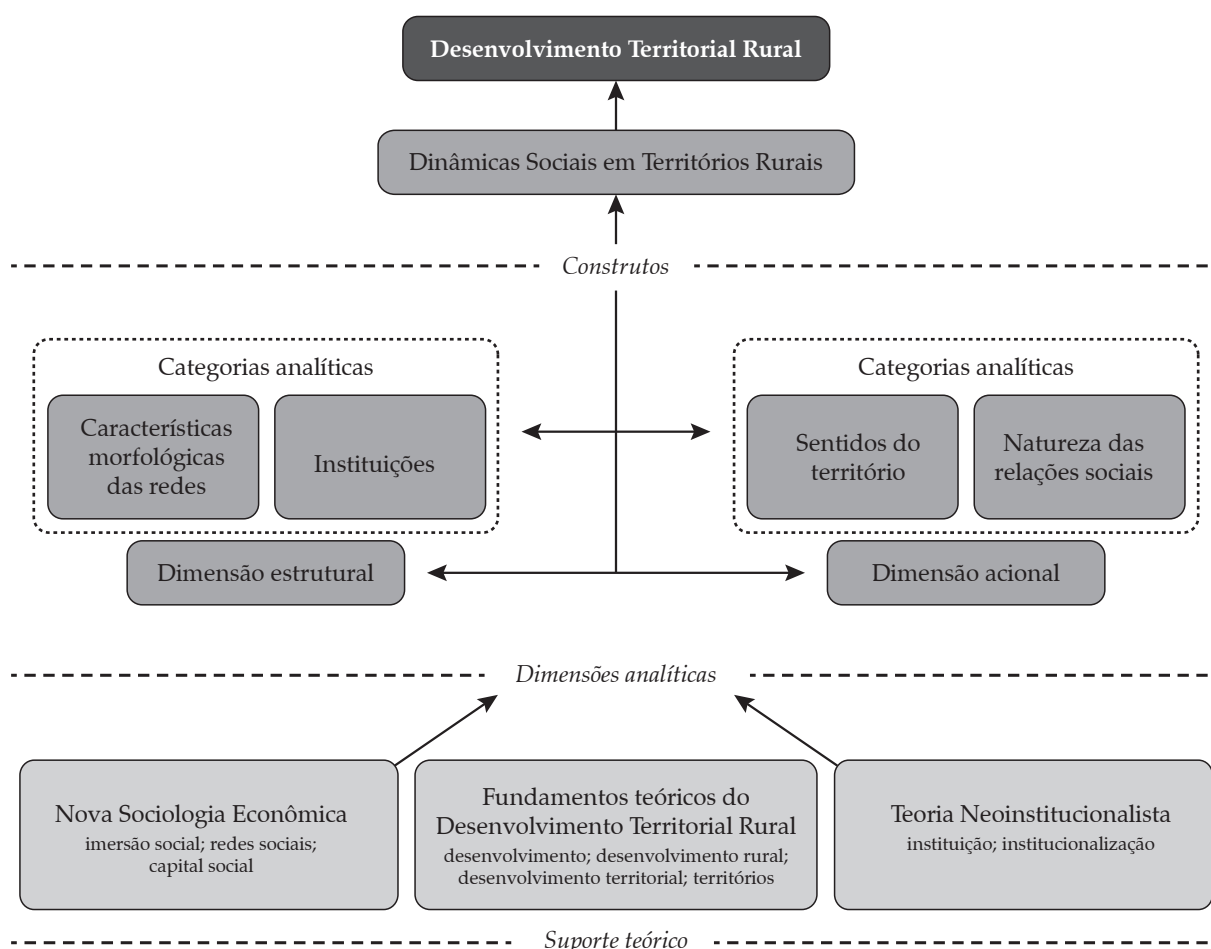 Desenvolvimento Territorial Rural
Dinâmicas Sociais em Territórios Rurais
Construtos
Categorias analíticas
Características
morfológicas
das redes
Instituições
Categorias analíticas
Sentidos do
território
Natureza das
relações sociais
Dimensão estrutural
Dimensão acional
Dimensões analíticas
Nova Sociologia Econômica
imersão social; redes sociais;
capital social
Fundamentos teóricos do
Desenvolvimento Territorial Rural
desenvolvimento; desenvolvimento rural;
desenvolvimento territorial; territórios
Teoria Neoinstitucionalista
instituição; institucionalização
Suporte teórico